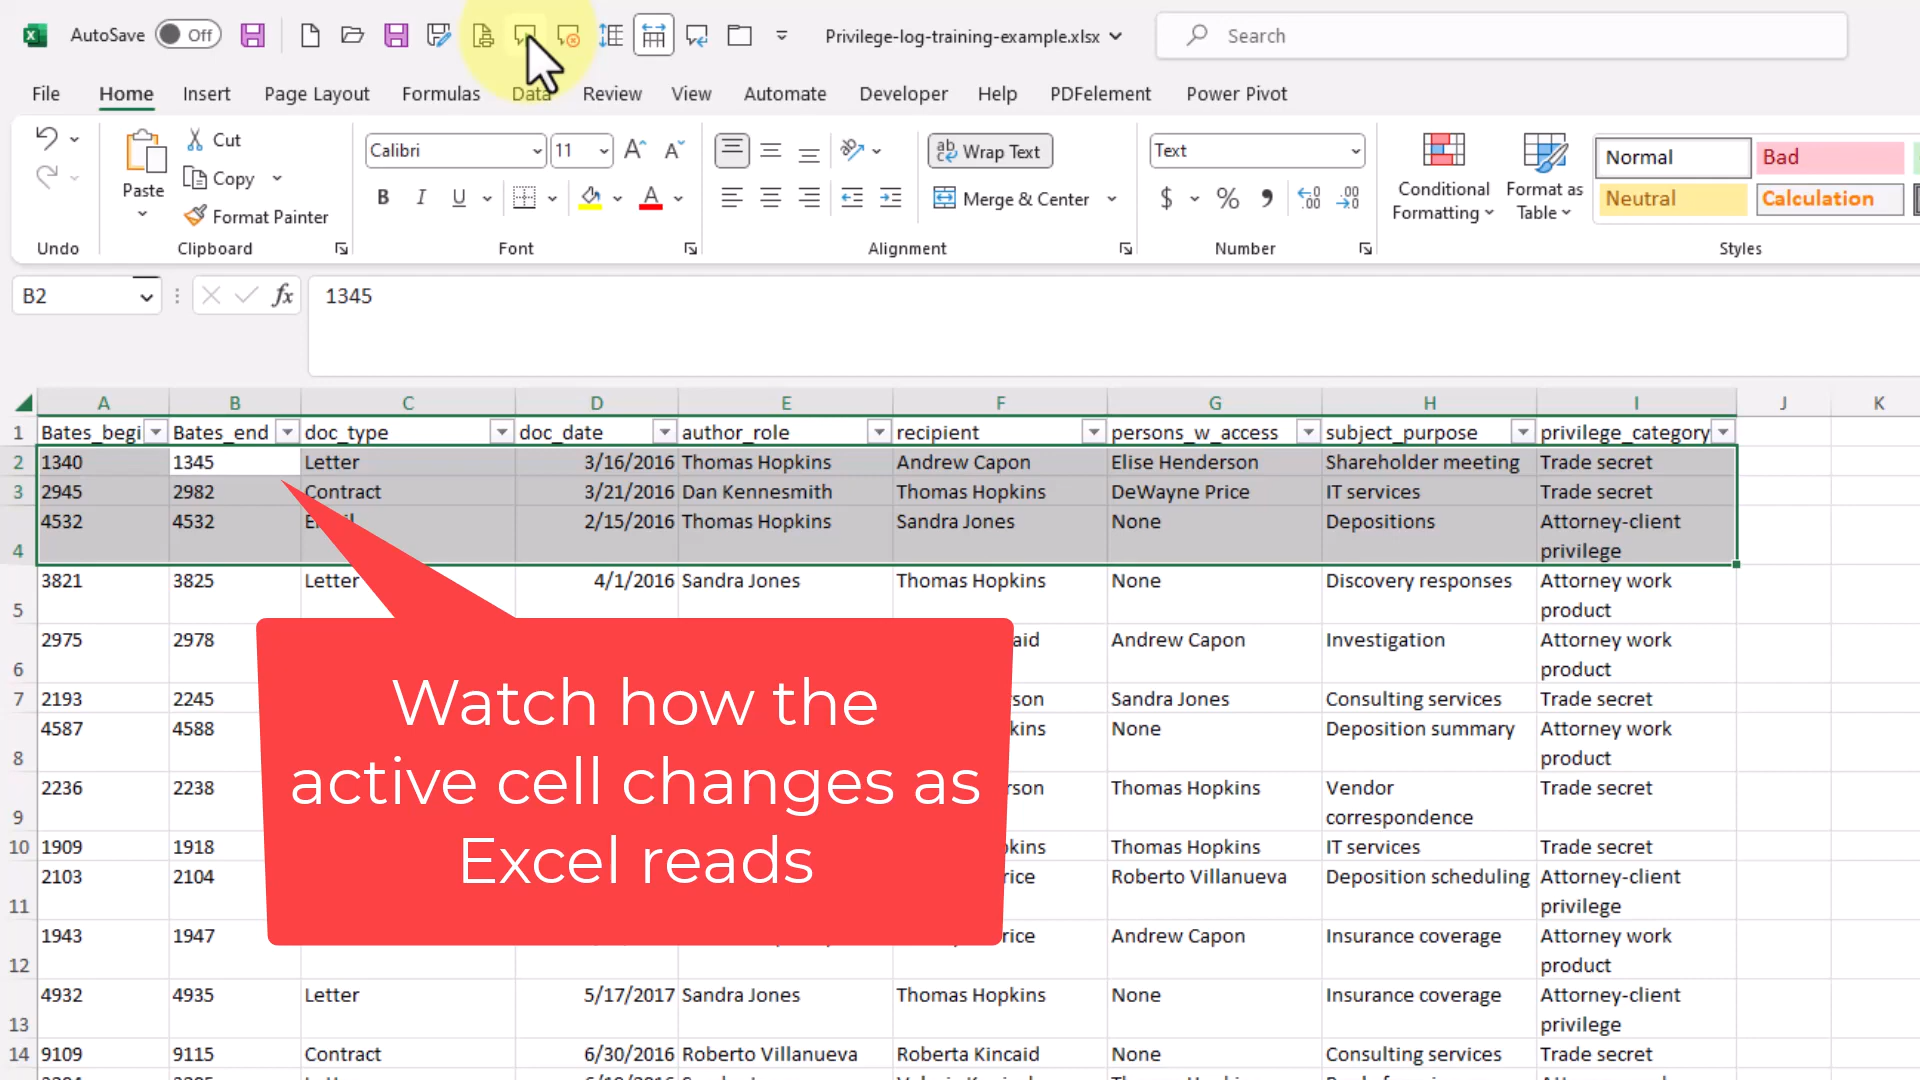 AutoSave Off Privilege-log-training-example.xlsx Search
File Home Insert Page Layout Formulas Data Review View Automate Developer Help PDFelement Power Pivot
Undo
Paste
Cut
Copy
Format Painter
Clipboard
Calibri 11
B I U
Font
Wrap Text
Merge & Center
Alignment
Text
$ % ,
Number
Conditional
Formatting
Format as
Table
Normal Bad
Neutral Calculation
Styles
B2 fx 1345
A B C D E F G H I J K
1 Bates_begi Bates_end doc_type doc_date author_role recipient persons_w_access subject_purpose privilege_category
2 1340 1345 Letter 3/16/2016 Thomas Hopkins Andrew Capon Elise Henderson Shareholder meeting Trade secret
3 2945 2982 Contract 3/21/2016 Dan Kennesmith Thomas Hopkins DeWayne Price IT services Trade secret
4532 4532 2/15/2016 Thomas Hopkins Sandra Jones None Depositions Attorney-client
4 privilege
3821 3825 Letter 4/1/2016 Sandra Jones Thomas Hopkins None Discovery responses Attorney work
5 product
2975 2978 aid Andrew Capon Investigation Attorney work
6 product
7 2193 2245 son Sandra Jones Consulting services Trade secret
4587 4588 kins None Deposition summary Attorney work
8 product
2236 2238 rson Thomas Hopkins Vendor Trade secret
9 correspondence
10 1909 1918 kins Thomas Hopkins IT services Trade secret
2103 2104 rice Roberto Villanueva Deposition scheduling Attorney-client
11 privilege
1943 1947 rice Andrew Capon Insurance coverage Attorney work
12 product
4932 4935 Letter 5/17/2017 Sandra Jones Thomas Hopkins None Insurance coverage Attorney-client
13 privilege
14 9109 9115 Contract 6/30/2016 Roberto Villanueva Roberta Kincaid None Consulting services Trade secret
Watch how the
active cell changes as
Excel reads